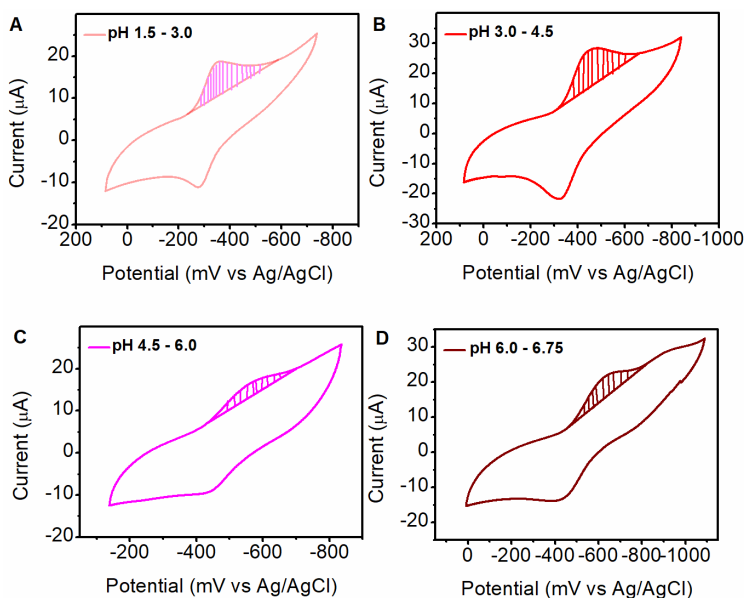 A
pH 1.5 - 3.0
Current (μA)
30
20
10
0
-10
-20
200 0 -200 -400 -600 -800
Potential (mV vs Ag/AgCl)
B
pH 3.0 - 4.5
Current (μA)
40
30
20
10
0
-10
-20
-30
200 0 -200 -400 -600 -800 -1000
Potential (mV vs Ag/AgCl)
C
pH 4.5 - 6.0
Current (μA)
30
20
10
0
-10
-20
-200 -400 -600 -800
Potential (mV vs Ag/AgCl)
D
pH 6.0 - 6.75
Current (μA)
30
20
10
0
-10
-20
0 -200 -400 -600 -800 -1000
Potential (mV vs Ag/AgCl)